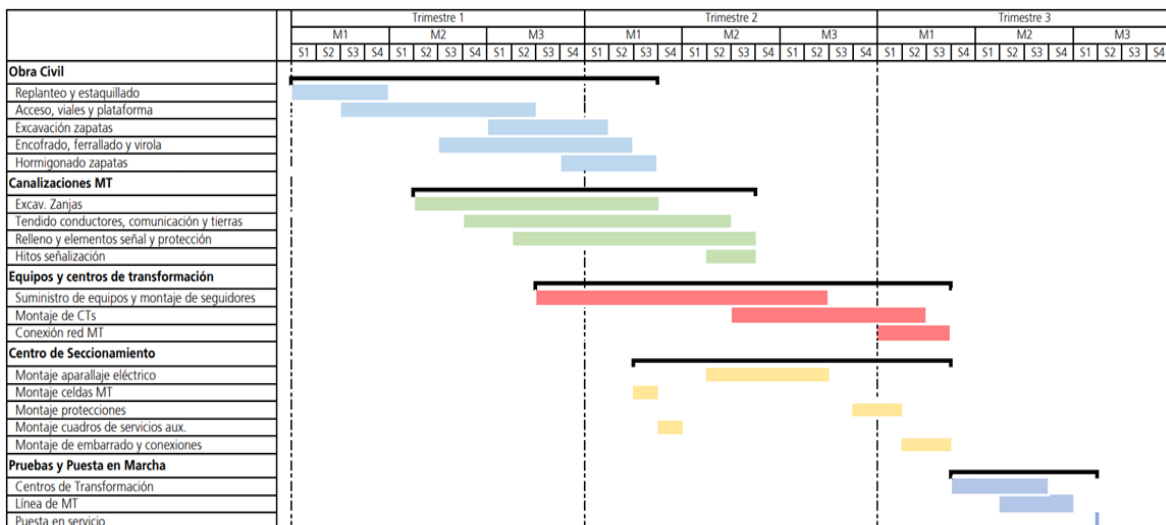 Trimestre 1 Trimestre 2 Trimestre 3
M1 M2 M3 M1 M2 M3 M1 M2 M3
S1 S2 S3 S4 S1 S2 S3 S4 S1 S2 S3 S4 S1 S2 S3 S4 S1 S2 S3 S4 S1 S2 S3 S4 S1 S2 S3 S4 S1 S2 S3 S4 S1 S2 S3 S4
Obra Civil
Replanteo y estaquillado
Acceso, viales y plataforma
Excavación zapatas
Encofrado, ferrallado y virola
Hormigonado zapatas
Canalizaciones MT
Excav. Zanjas
Tendido conductores, comunicación y tierras
Relleno y elementos señal y protección
Hitos señalización
Equipos y centros de transformación
Suministro de equipos y montaje de seguidores
Montaje de CTs
Conexión red MT
Centro de Seccionamiento
Montaje aparallaje eléctrico
Montaje celdas MT
Montaje protecciones
Montaje cuadros de servicios aux.
Montaje de embarrado y conexiones
Pruebas y Puesta en Marcha
Centros de Transformación
Línea de MT
Puesta en servicio